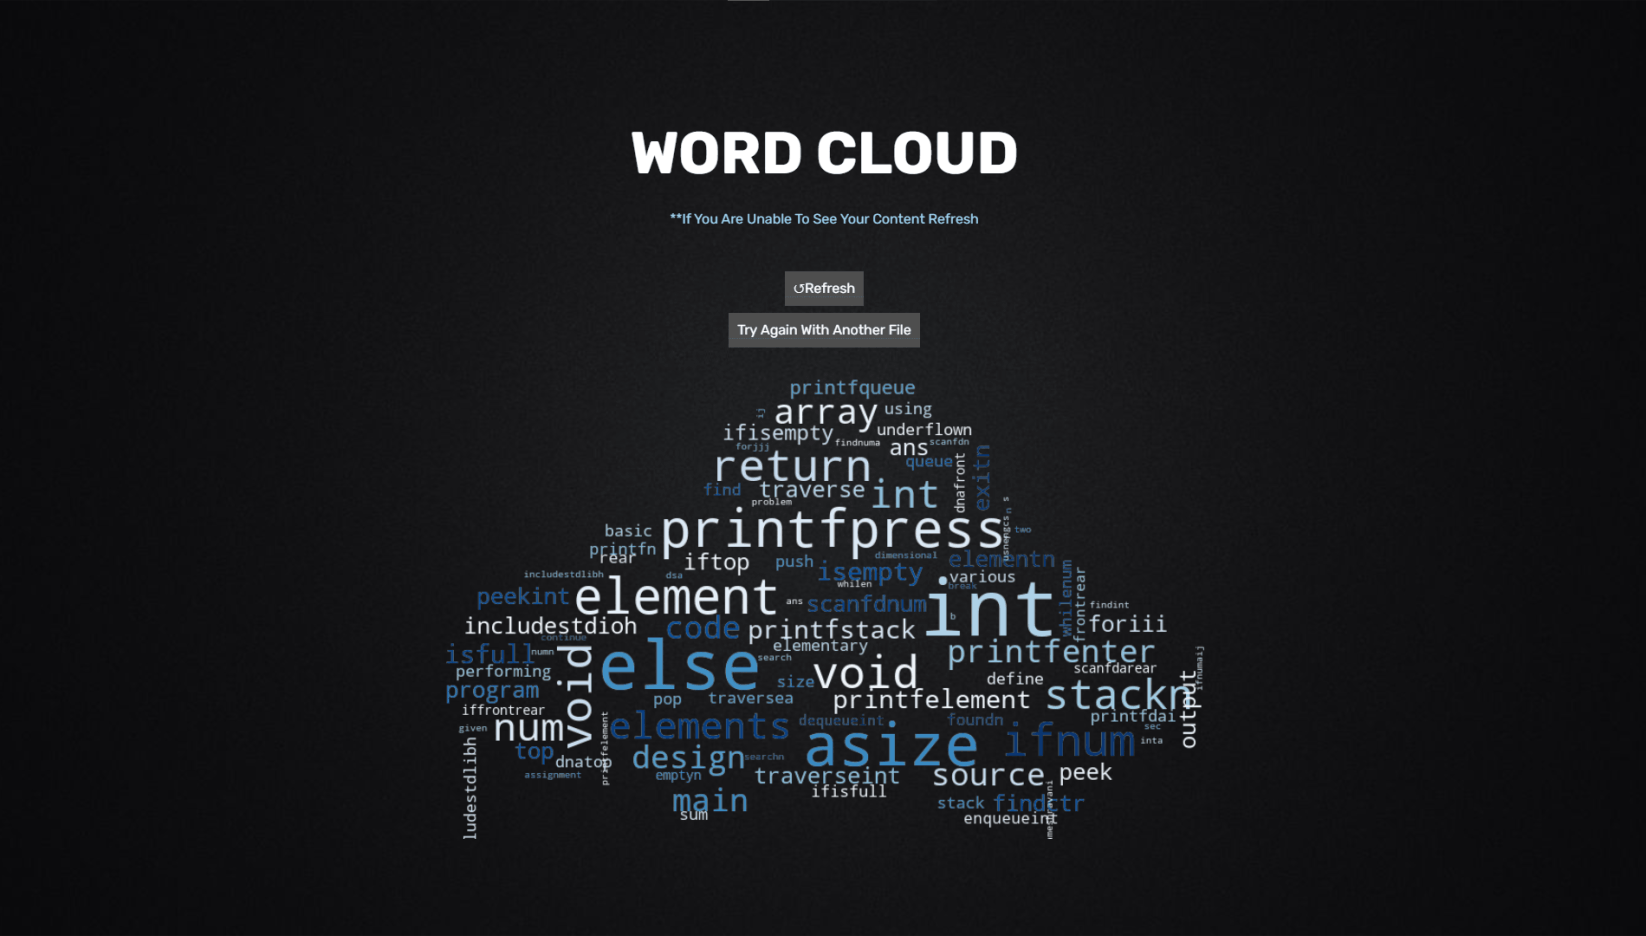 WORD CLOUD
**If You Are Unable To See Your Content Refresh
↺Refresh
Try Again With Another File
printfqueue
ij
array
using
ifisempty
underflown
forjjj
findnuma
ans
scanfdn
return
queue
dnafront
exitn
find
traverse
int
problem
s
n
basic
printfpress
two
printfn
rear
iftop
push
dimensional
elementn
includestdlibh
dsa
isempty
various
whilen
break
whilenum
frontrear
peekint
element
ans
scanfdnum
int
findint
b
includestdioh
code
printfstack
foriii
continue
elementary
isfull
numn
void
else
search
void
printfenter
scanfdarear
ifnumaij
performing
size
define
program
pop
traversea
printfelement
stackn
output
iffrontrear
printfdai
given
num
elements
dequeueint
foundn
sec
asize
ifnum
inta
top
dnatop
printfelement
design
searchn
assignment
emptyn
traverseint
source
peek
ludestdlibh
ifisfull
main
stack
sum
enqueueint